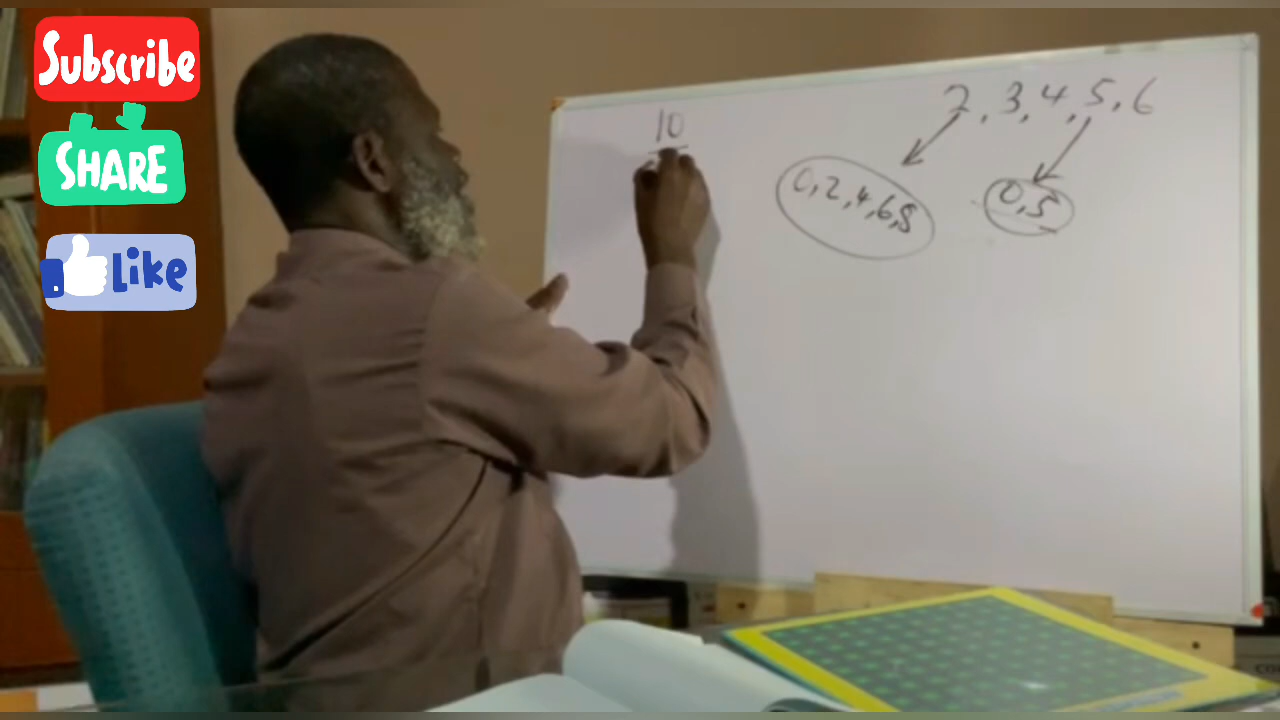 Subscribe
SHARE
Like
10
2, 3, 4, 5, 6
0, 2, 4, 6, 8
0, 5